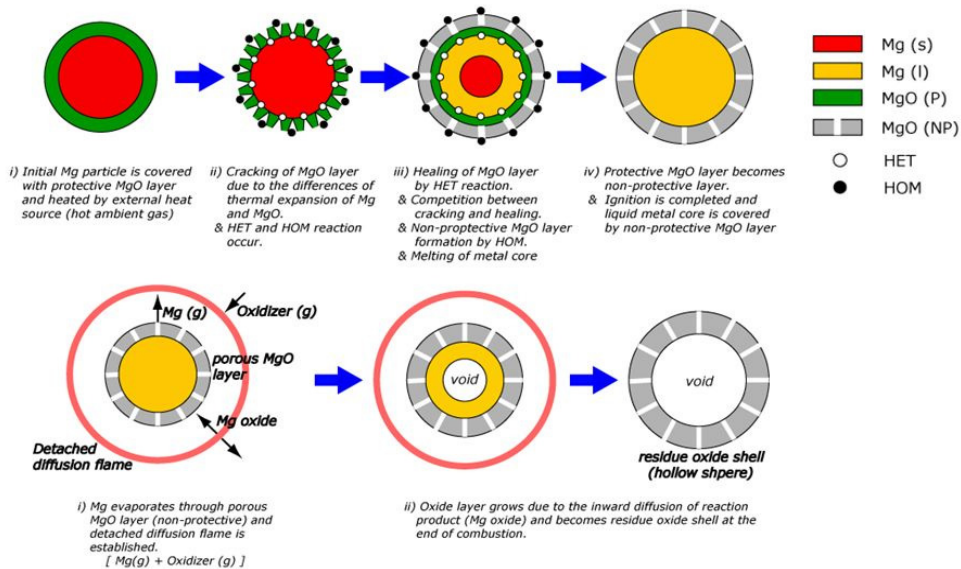 Mg (s)
Mg (l)
MgO (P)
MgO (NP)
HET
HOM
i) Initial Mg particle is covered
with protective MgO layer
and heated by external heat
source (hot ambient gas)
ii) Cracking of MgO layer
due to the differences of
thermal expansion of Mg
and MgO.
& HET and HOM reaction
occur.
iii) Healing of MgO layer
by HET reaction.
& Competition between
cracking and healing.
& Non-proptective MgO layer
formation by HOM.
& Melting of metal core
iv) Protective MgO layer becomes
non-protective layer.
& Ignition is completed and
liquid metal core is covered
by non-protective MgO layer
Mg (g)
Oxidizer (g)
porous MgO
layer
Mg oxide
Detached
diffusion flame
void
void
residue oxide shell
(hollow shpere)
i) Mg evaporates through porous
MgO layer (non-protective) and
detached diffusion flame is
established.
[ Mg(g) + Oxidizer (g) ]
ii) Oxide layer grows due to the inward diffusion of reaction
product (Mg oxide) and becomes residue oxide shell at the
end of combustion.